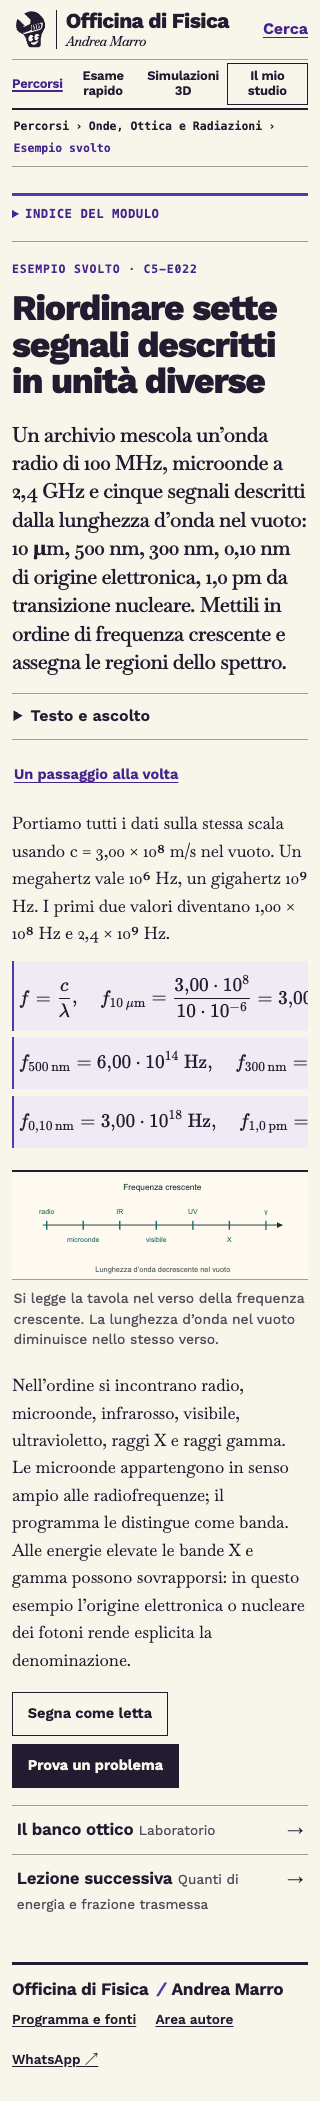 Officina di Fisica
Andrea Marro
Cerca
Percorsi
Esame rapido
Simulazioni 3D
Il mio studio
Percorsi › Onde, Ottica e Radiazioni ›
Esempio svolto
▶ INDICE DEL MODULO
ESEMPIO SVOLTO · C5–E022
Riordinare sette
segnali descritti
in unità diverse
Un archivio mescola un’onda
radio di 100 MHz, microonde a
2,4 GHz e cinque segnali descritti
dalla lunghezza d’onda nel vuoto:
10 μm, 500 nm, 300 nm, 0,10 nm
di origine elettronica, 1,0 pm da
transizione nucleare. Mettili in
ordine di frequenza crescente e
assegna le regioni dello spettro.
▶ Testo e ascolto
Un passaggio alla volta
Portiamo tutti i dati sulla stessa scala
usando c = 3,00 × 10⁸ m/s nel vuoto. Un
megahertz vale 10⁶ Hz, un gigahertz 10⁹
Hz. I primi due valori diventano 1,00 ×
10⁸ Hz e 2,4 × 10⁹ Hz.
f = c/λ, f₁₀ μm = 3,00 · 10⁸ / 10 · 10⁻⁶ = 3,00
f₅₀₀ nm = 6,00 · 10¹⁴ Hz, f₃₀₀ nm =
f₀,₁₀ nm = 3,00 · 10¹⁸ Hz, f₁,₀ pm =
Frequenza crescente
radio IR UV γ
microonde visibile X
Lunghezza d’onda decrescente nel vuoto
Si legge la tavola nel verso della frequenza
crescente. La lunghezza d’onda nel vuoto
diminuisce nello stesso verso.
Nell’ordine si incontrano radio,
microonde, infrarosso, visibile,
ultravioletto, raggi X e raggi gamma.
Le microonde appartengono in senso
ampio alle radiofrequenze; il
programma le distingue come banda.
Alle energie elevate le bande X e
gamma possono sovrapporsi: in questo
esempio l’origine elettronica o nucleare
dei fotoni rende esplicita la
denominazione.
Segna come letta
Prova un problema
Il banco ottico Laboratorio →
Lezione successiva Quanti di →
energia e frazione trasmessa
Officina di Fisica / Andrea Marro
Programma e fonti Area autore
WhatsApp ↗